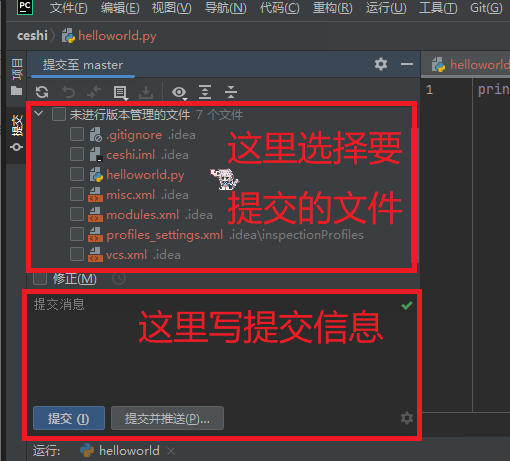 PC 文件(F) 编辑(E) 视图(V) 导航(N) 代码(C) 重构(R) 运行(U) 工具(T) Git(G)
ceshi helloworld.py
项目
提交
提交至 master
helloworld
1 prin
未进行版本管理的文件 7 个文件
.gitignore .idea
ceshi.iml .idea
helloworld.py
misc.xml .idea
modules.xml .idea
profiles_settings.xml .idea\inspectionProfiles
vcs.xml .idea
这里选择要
提交的文件
修正(M)
提交消息
这里写提交信息
提交 (I) 提交并推送(P)...
运行: helloworld